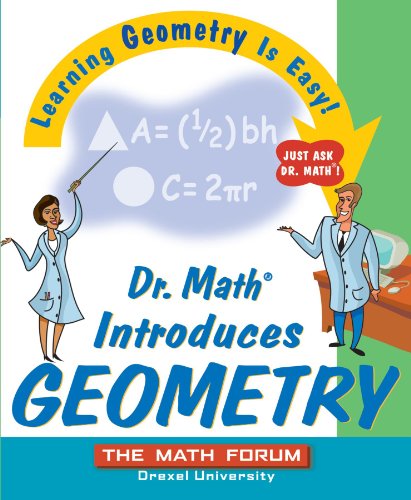 Learning Geometry Is Easy!
A = (1/2) bh
C = 2πr
JUST ASK
DR. MATH®!
Dr. Math®
Introduces
GEOMETRY
THE MATH FORUM
Drexel University